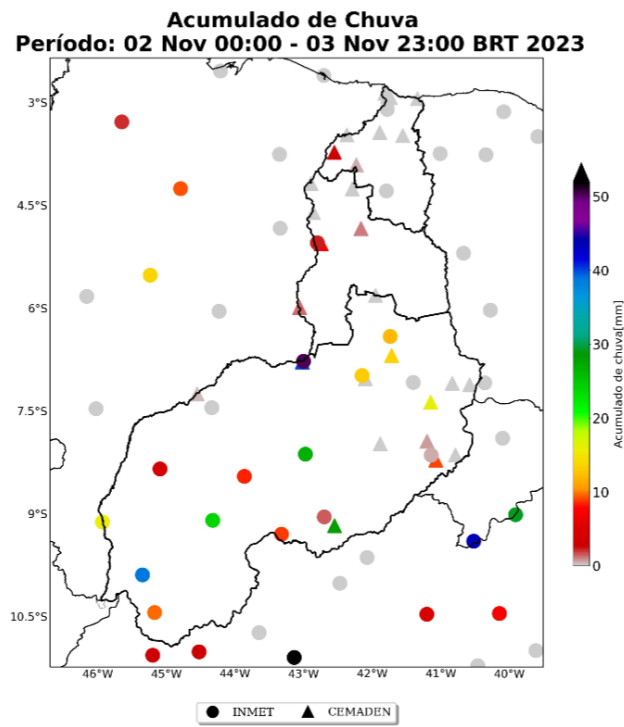 Acumulado de Chuva
Período: 02 Nov 00:00 - 03 Nov 23:00 BRT 2023
3°S
4.5°S
6°S
7.5°S
9°S
10.5°S
46°W 45°W 44°W 43°W 42°W 41°W 40°W
50
40
30
20
10
0
Acumulado de chuva[mm]
INMET CEMADEN